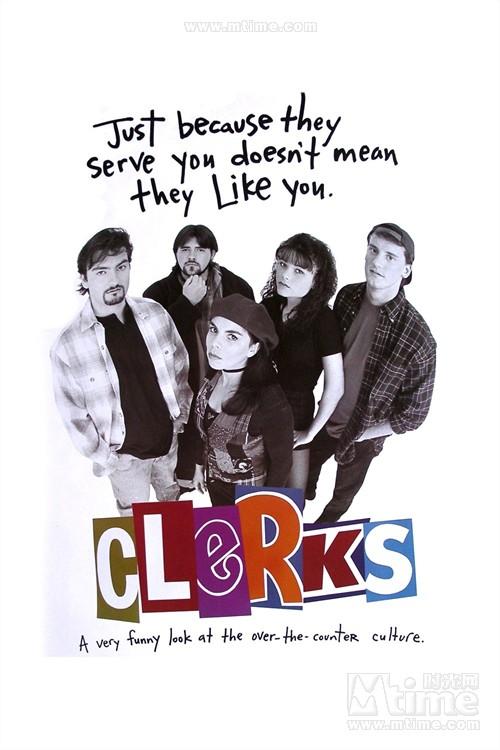 www.mtime.com
Just because they
serve you doesn't mean
they Like you.
CLeRKS
A very funny look at the over-the-counter culture.
时光网
Mtime
www.mtime.com